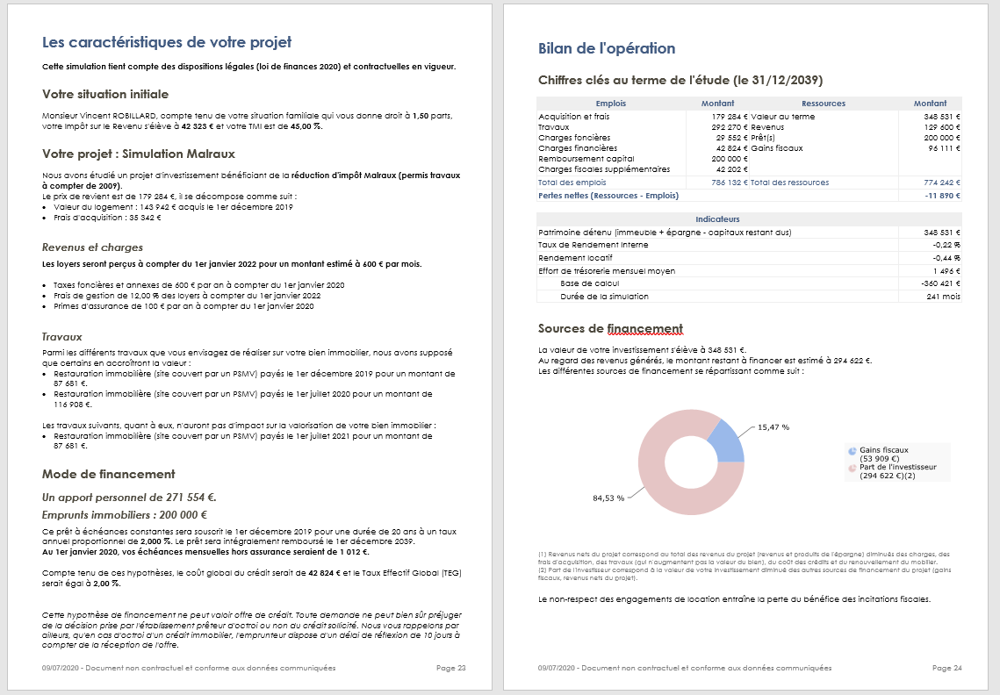 Les caractéristiques de votre projet
Cette simulation tient compte des dispositions légales (loi de finances 2020) et contractuelles en vigueur.
Votre situation initiale
Monsieur Vincent ROBILLARD, compte tenu de votre situation familiale qui vous donne droit à 1,50 parts,
votre Impôt sur le Revenu s'élève à 42 323 € et votre TMI est de 45,00 %.
Votre projet : Simulation Malraux
Nous avons étudié un projet d'investissement bénéficiant de la réduction d'impôt Malraux (permis travaux
à compter de 2009).
Le prix de revient est de 179 284 €, il se décompose comme suit :
• Valeur du logement : 143 942 € acquis le 1er décembre 2019
• Frais d'acquisition : 35 342 €
Revenus et charges
Les loyers seront perçus à compter du 1er janvier 2022 pour un montant estimé à 600 € par mois.
• Taxes foncières et annexes de 600 € par an à compter du 1er janvier 2020
• Frais de gestion de 12,00 % des loyers à compter du 1er janvier 2022
• Primes d'assurance de 100 € par an à compter du 1er janvier 2020
Travaux
Parmi les différents travaux que vous envisagez de réaliser sur votre bien immobilier, nous avons supposé
que certains en accroîtront la valeur :
• Restauration immobilière (site couvert par un PSMV) payés le 1er décembre 2019 pour un montant de
87 681 €.
• Restauration immobilière (site couvert par un PSMV) payés le 1er juillet 2020 pour un montant de
116 908 €.
Les travaux suivants, quant à eux, n'auront pas d'impact sur la valorisation de votre bien immobilier :
• Restauration immobilière (site couvert par un PSMV) payés le 1er juillet 2021 pour un montant de
87 681 €.
Mode de financement
Un apport personnel de 271 554 €.
Emprunts immobiliers : 200 000 €
Ce prêt à échéances constantes sera souscrit le 1er décembre 2019 pour une durée de 20 ans à un taux
annuel proportionnel de 2,000 %. Le prêt sera intégralement remboursé le 1er décembre 2039.
Au 1er janvier 2020, vos échéances mensuelles hors assurance seraient de 1 012 €.
Compte tenu de ces hypothèses, le coût global du crédit serait de 42 824 € et le Taux Effectif Global (TEG)
serait égal à 2,00 %.
Cette hypothèse de financement ne peut valoir offre de crédit. Toute demande ne peut bien sûr préjuger
de la décision prise par l'établissement prêteur d'octroi ou non du crédit sollicité. Nous vous rappelons par
ailleurs, qu'en cas d'octroi d'un crédit immobilier, l'emprunteur dispose d'un délai de réflexion de 10 jours à
compter de la réception de l'offre.
09/07/2020 - Document non contractuel et conforme aux données communiquées Page 23
Bilan de l'opération
Chiffres clés au terme de l'étude (le 31/12/2039)
Emplois Montant Ressources Montant
Acquisition et frais 179 284 € Valeur au terme 348 531 €
Travaux 292 270 € Revenus 129 600 €
Charges foncières 29 552 € Prêt(s) 200 000 €
Charges financières 42 824 € Gains fiscaux 96 111 €
Remboursement capital 200 000 €
Charges fiscales supplémentaires 42 202 €
Total des emplois 786 132 € Total des ressources 774 242 €
Pertes nettes (Ressources - Emplois) -11 890 €
Indicateurs
Patrimoine détenu (immeuble + épargne - capitaux restant dus) 348 531 €
Taux de Rendement Interne -0,22 %
Rendement locatif -0,44 %
Effort de trésorerie mensuel moyen 1 496 €
Base de calcul -360 421 €
Durée de la simulation 241 mois
Sources de financement
La valeur de votre investissement s'élève à 348 531 €.
Au regard des revenus générés, le montant restant à financer est estimé à 294 622 €.
Les différentes sources de financement se répartissant comme suit :
15,47 %
84,53 %
Gains fiscaux
(53 909 €)
Part de l'investisseur
(294 622 €)(2)
(1) Revenus nets du projet correspond au total des revenus du projet (revenus et produits de l'épargne) diminués des charges, des
frais d'acquisition, des travaux (qui n'augmentent pas la valeur du bien), du coût des crédits et du renouvellement du mobilier.
(2) Part de l'investisseur correspond à la valeur de votre investissement diminué des autres sources de financement du projet (gains
fiscaux, revenus nets du projet).
Le non-respect des engagements de location entraîne la perte du bénéfice des incitations fiscales.
09/07/2020 - Document non contractuel et conforme aux données communiquées Page 24